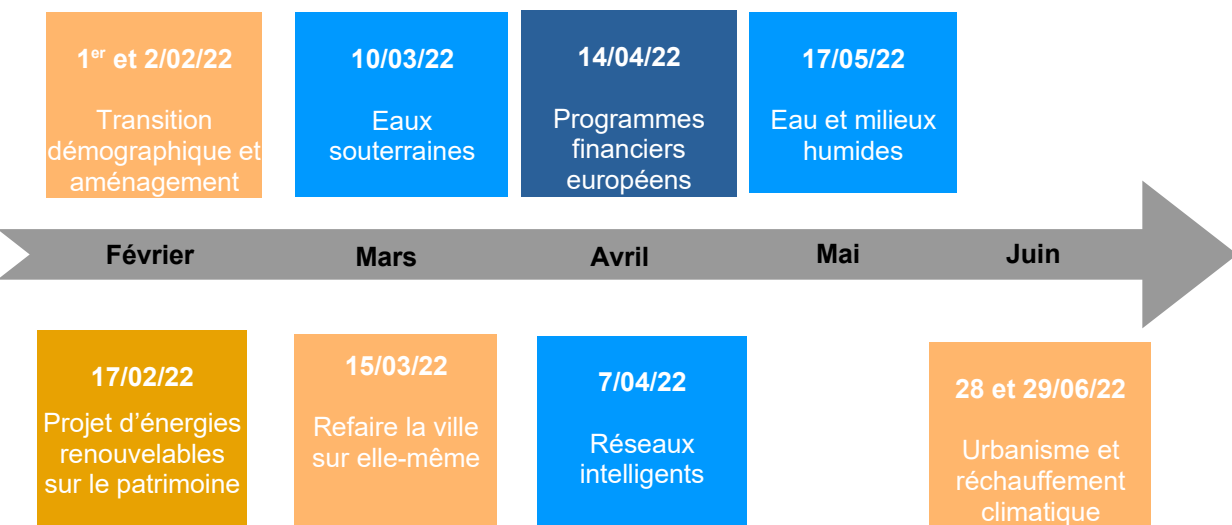 1er et 2/02/22
Transition
démographique et
aménagement
10/03/22
Eaux
souterraines
14/04/22
Programmes
financiers
européens
17/05/22
Eau et milieux
humides
Février
Mars
Avril
Mai
Juin
17/02/22
Projet d’énergies
renouvelables
sur le patrimoine
15/03/22
Refaire la ville
sur elle-même
7/04/22
Réseaux
intelligents
28 et 29/06/22
Urbanisme et
réchauffement
climatique